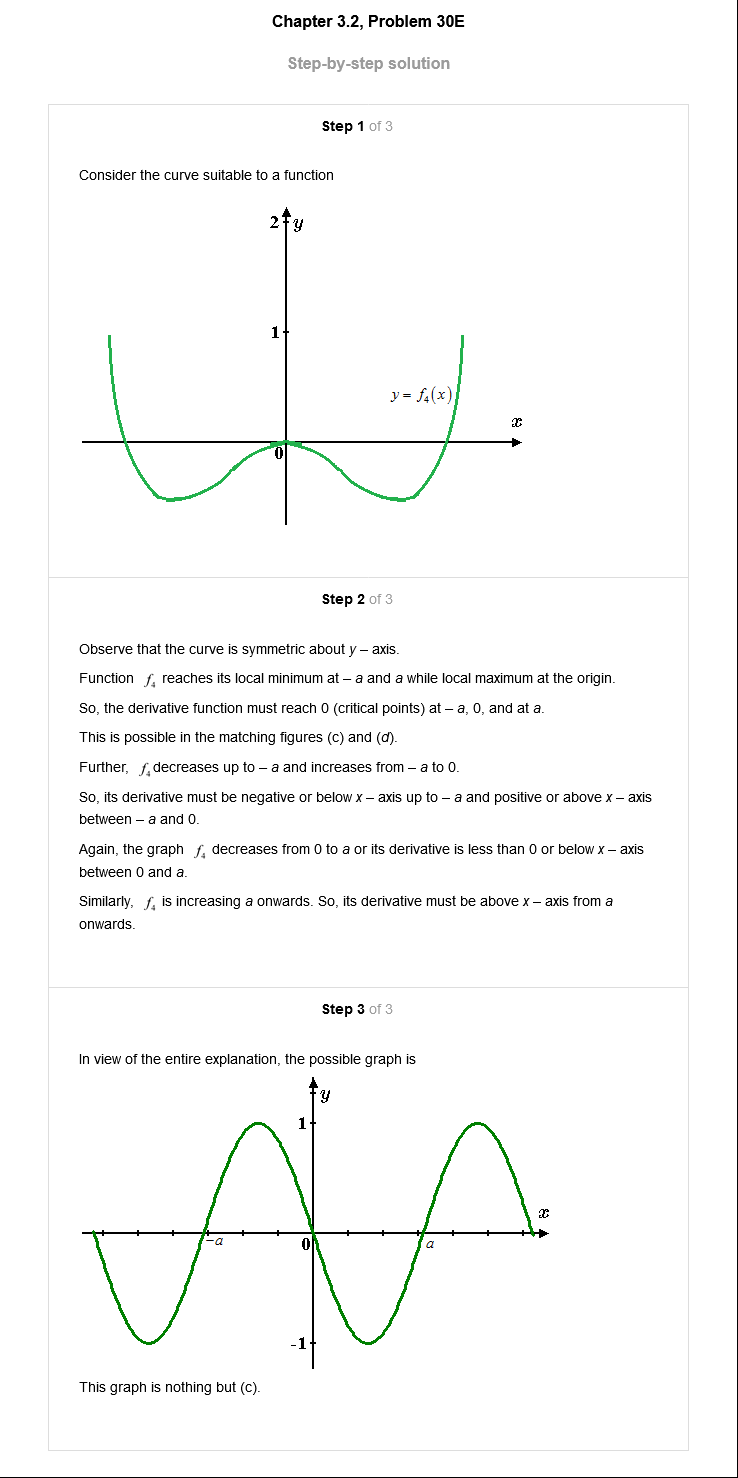 Chapter 3.2, Problem 30E
Step-by-step solution
Step 1 of 3
Consider the curve suitable to a function
2 y
1
y = f₄(x)
x
0
Step 2 of 3
Observe that the curve is symmetric about y – axis.
Function f₄ reaches its local minimum at – a and a while local maximum at the origin.
So, the derivative function must reach 0 (critical points) at – a, 0, and at a.
This is possible in the matching figures (c) and (d).
Further, f₄ decreases up to – a and increases from – a to 0.
So, its derivative must be negative or below x – axis up to – a and positive or above x – axis
between – a and 0.
Again, the graph f₄ decreases from 0 to a or its derivative is less than 0 or below x – axis
between 0 and a.
Similarly, f₄ is increasing a onwards. So, its derivative must be above x – axis from a
onwards.
Step 3 of 3
In view of the entire explanation, the possible graph is
y
1
x
–a 0 a
-1
This graph is nothing but (c).